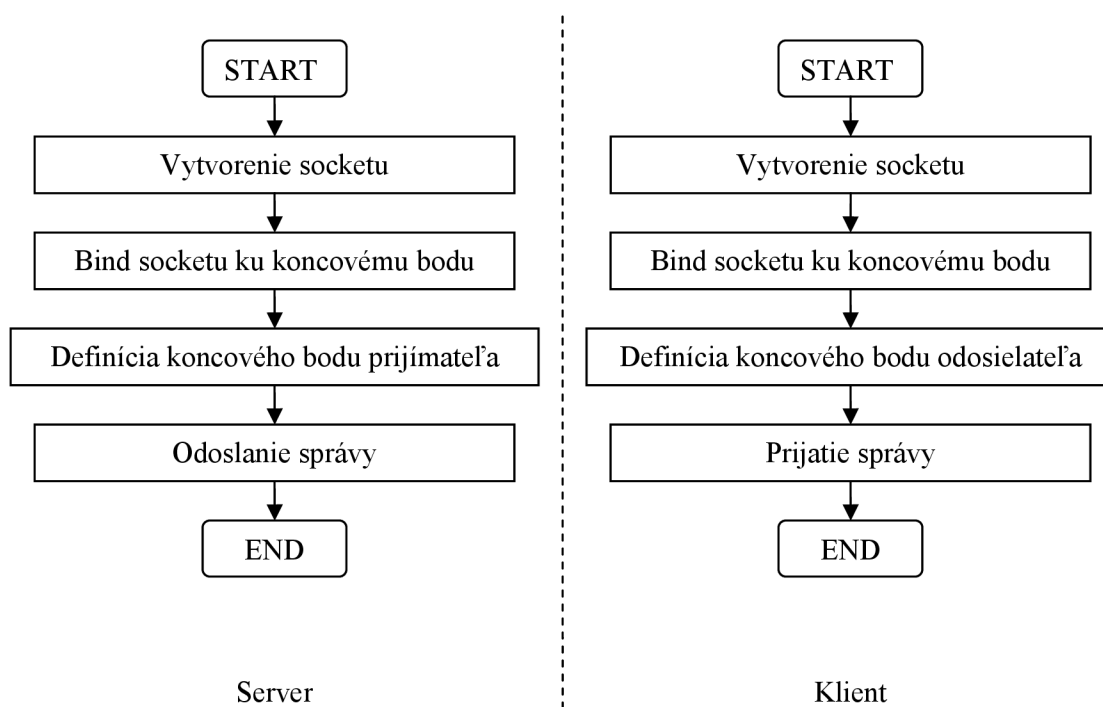 START
Vytvorenie socketu
Bind socketu ku koncovému bodu
Definícia koncového bodu prijímateľa
Odoslanie správy
END
Server
START
Vytvorenie socketu
Bind socketu ku koncovému bodu
Definícia koncového bodu odosielateľa
Prijatie správy
END
Klient